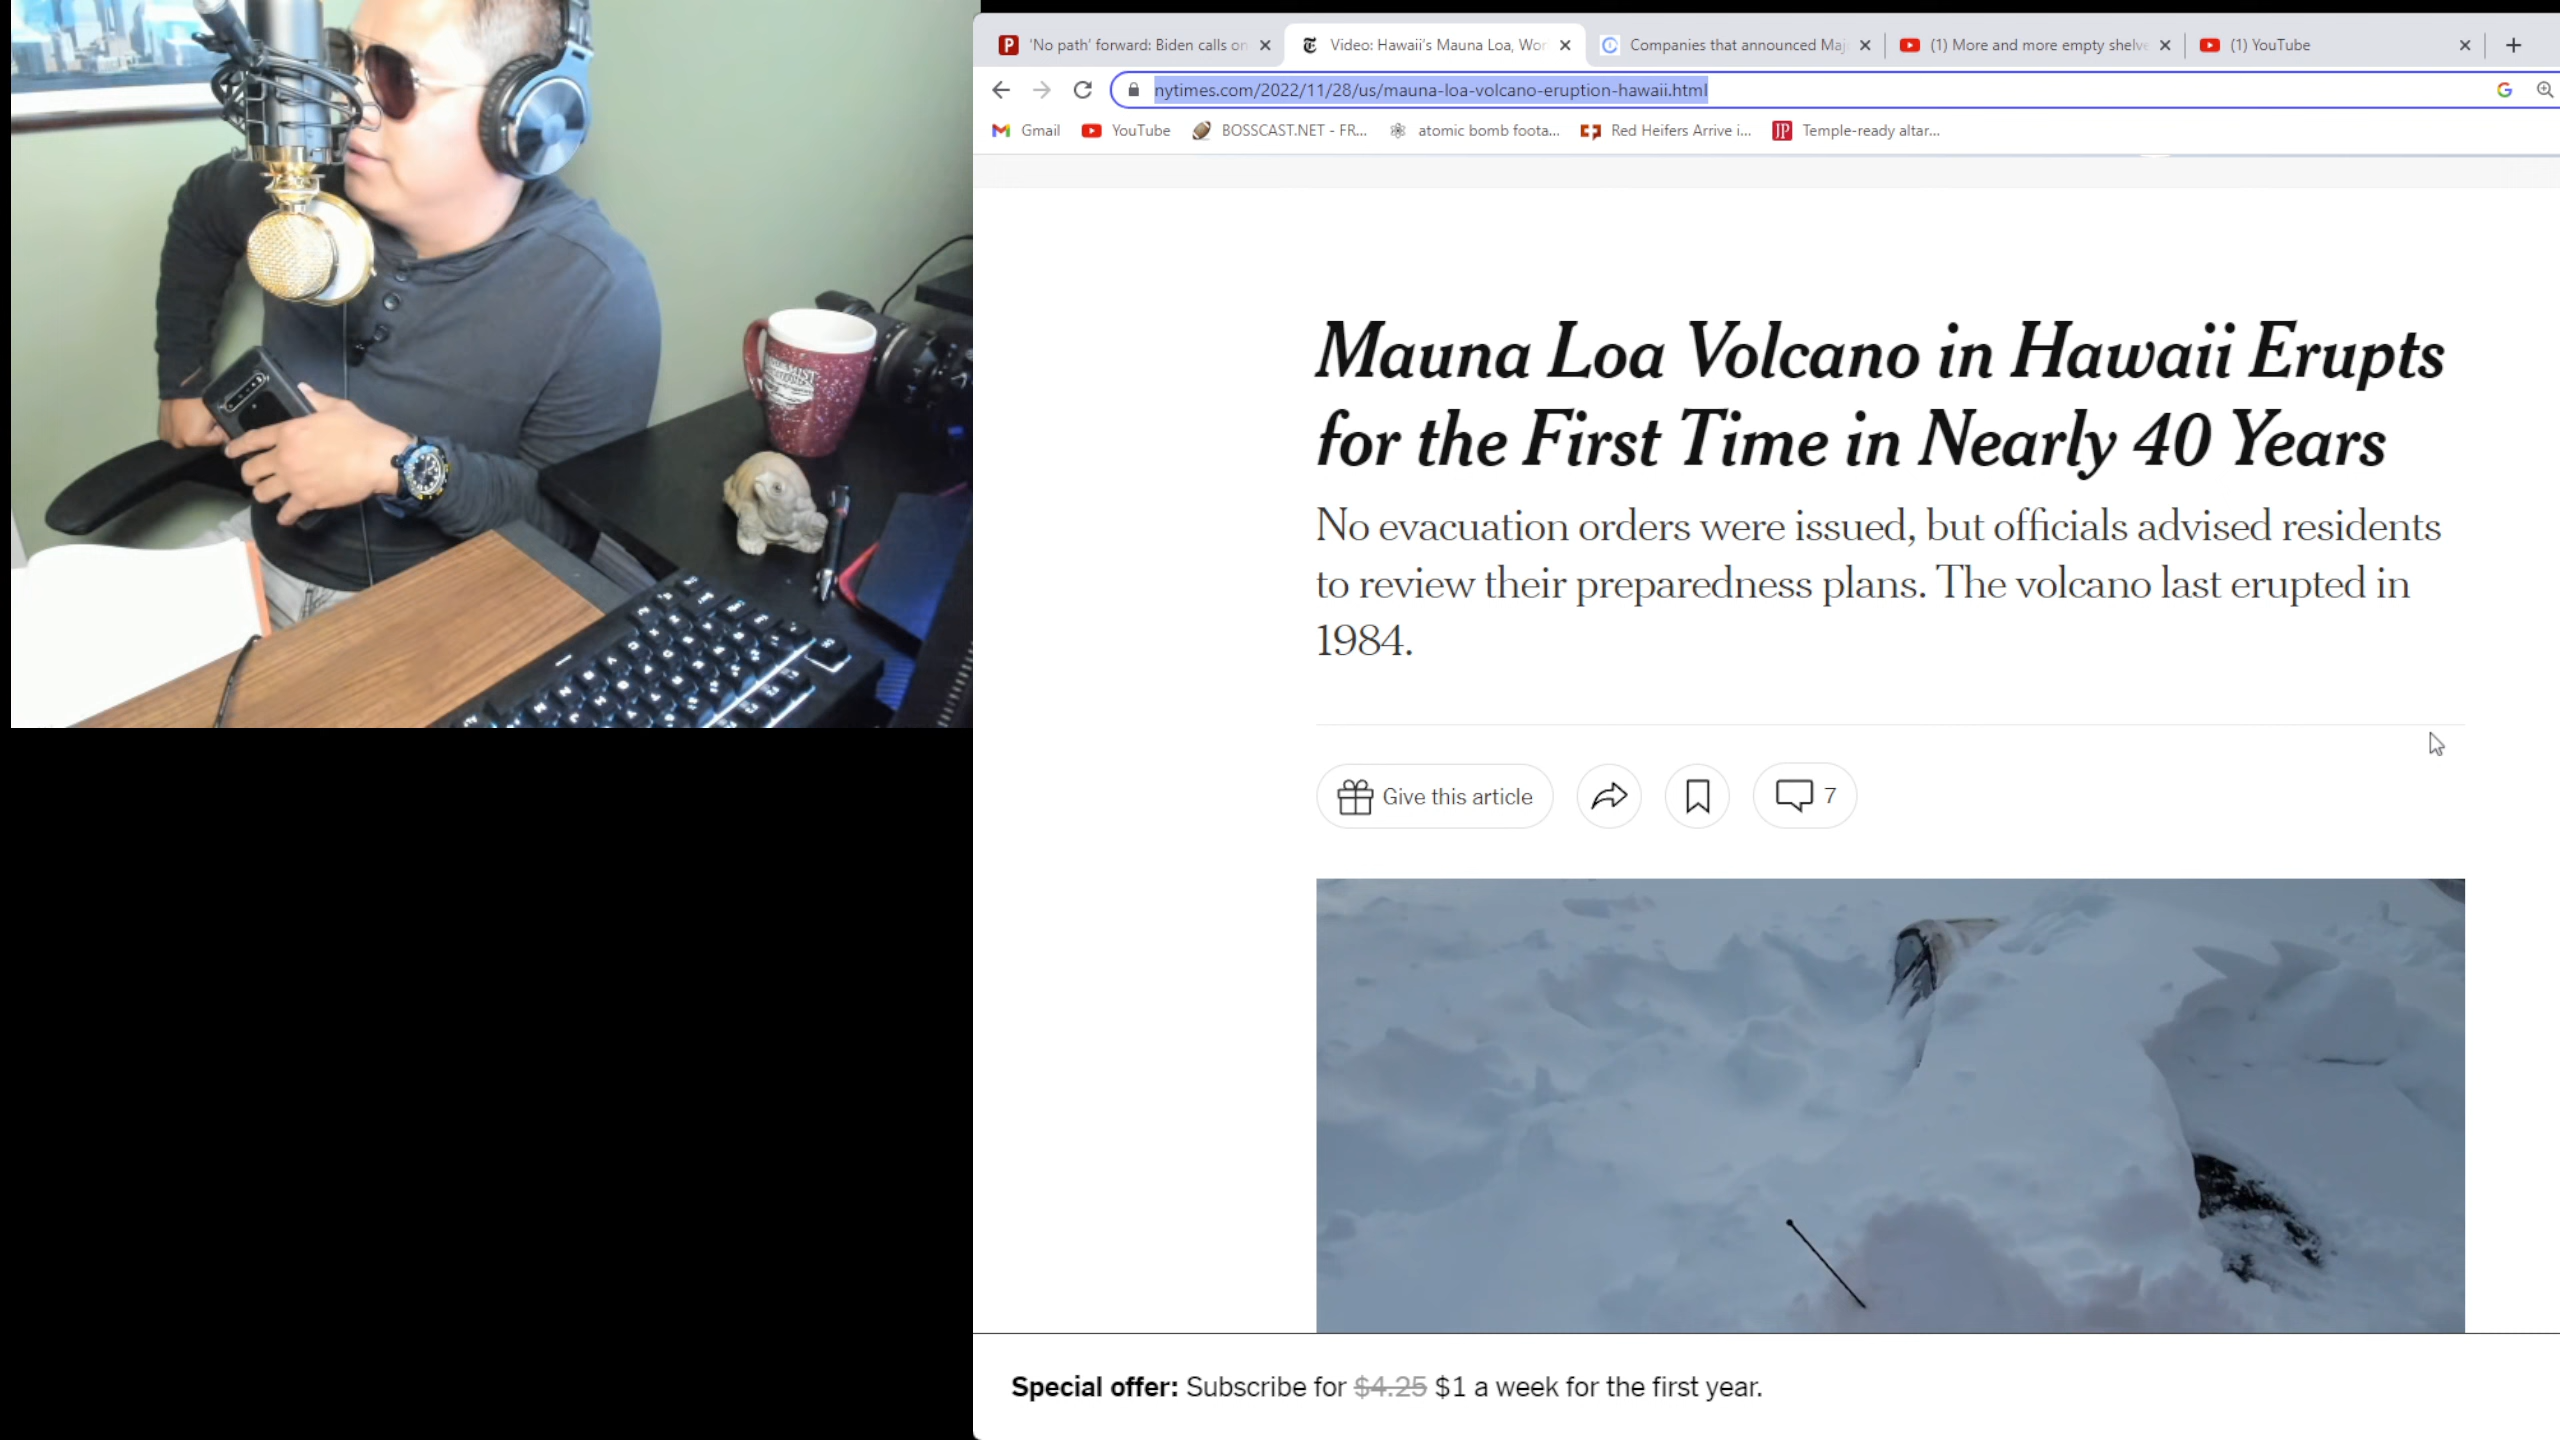 'No path' forward: Biden calls on
Video: Hawaii's Mauna Loa, Wor
Companies that announced Maj
(1) More and more empty shelve
(1) YouTube
nytimes.com/2022/11/28/us/mauna-loa-volcano-eruption-hawaii.html
Gmail
YouTube
BOSSCAST.NET - FR...
atomic bomb foota...
Red Heifers Arrive i...
JP
Temple-ready altar...
Mauna Loa Volcano in Hawaii Erupts
for the First Time in Nearly 40 Years
No evacuation orders were issued, but officials advised residents
to review their preparedness plans. The volcano last erupted in
1984.
Give this article
7
Special offer: Subscribe for $4.25 $1 a week for the first year.